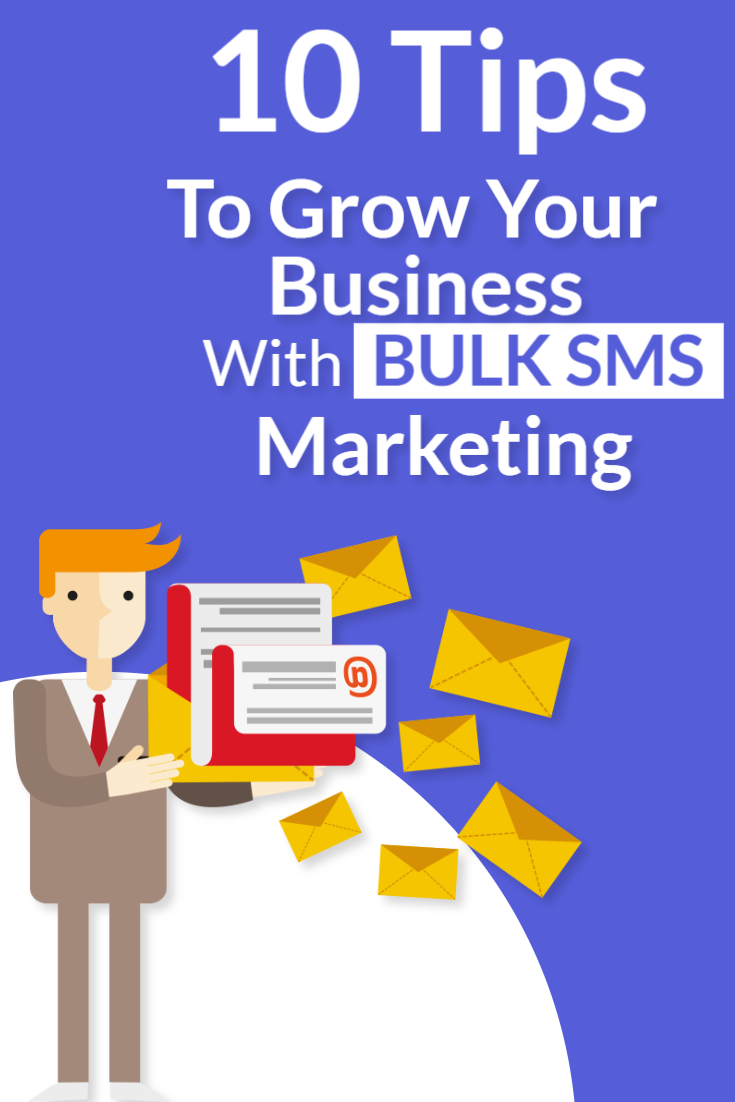 10 Tips
To Grow Your
Business
With BULK SMS
Marketing
@